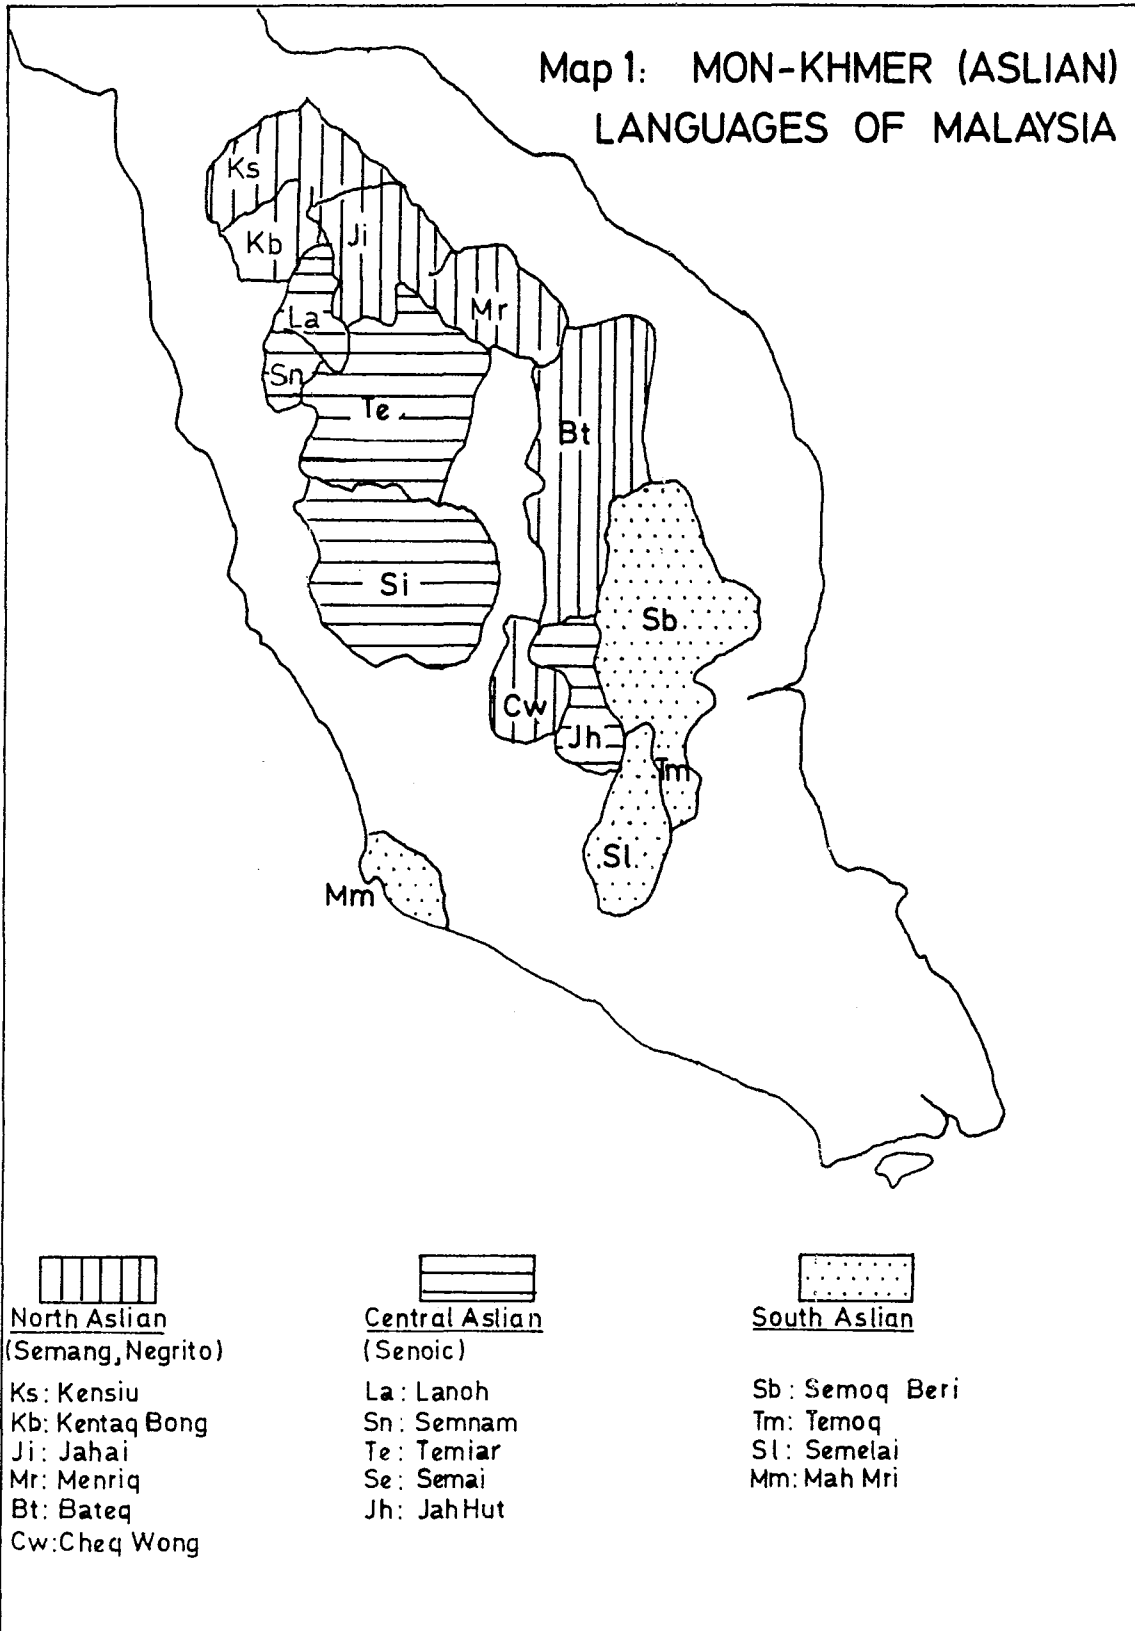 Map 1: MON-KHMER (ASLIAN)
LANGUAGES OF MALAYSIA
Ks
Kb
Ji
Mr
La
Sn
Te
Bt
Si
Sb
Cw
Jh
Tm
Sl
Mm
North Aslian
(Semang, Negrito)
Ks: Kensiu
Kb: Kentaq Bong
Ji: Jahai
Mr: Menriq
Bt: Bateq
Cw: Cheq Wong
Central Aslian
(Senoic)
La: Lanoh
Sn: Semnam
Te: Temiar
Se: Semai
Jh: Jah Hut
South Aslian
Sb: Semoq Beri
Tm: Temoq
Sl: Semelai
Mm: Mah Mri